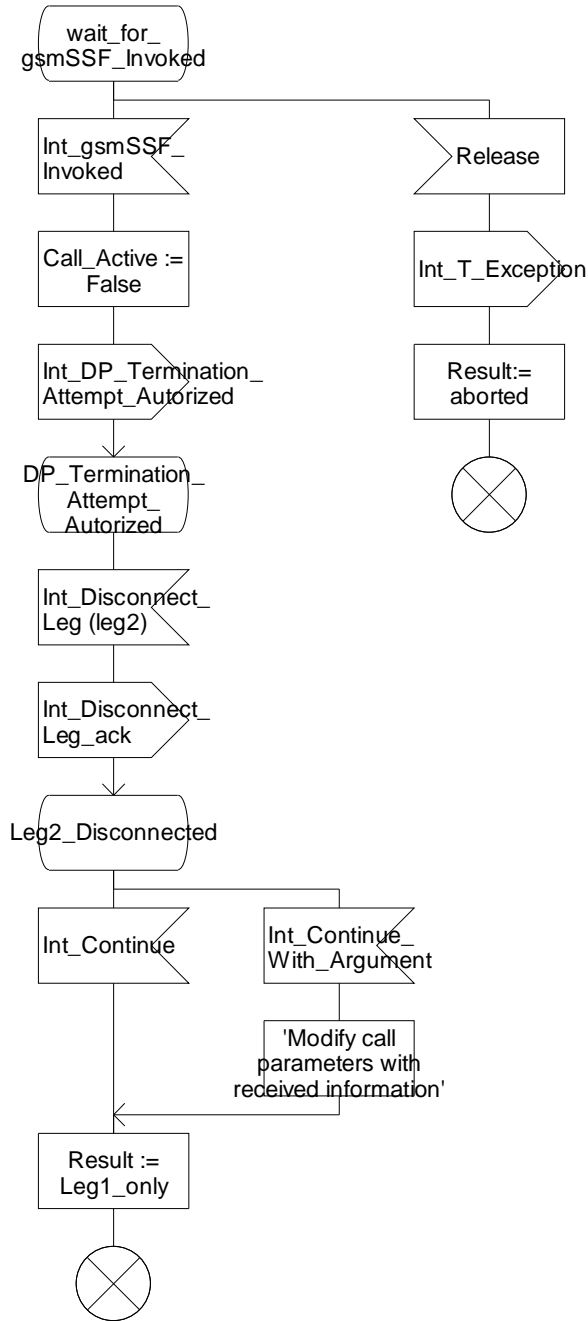 wait_for_
gsmSSF_Invoked
Int_gsmSSF_
Invoked
Release
Call_Active :=
False
Int_T_Exception
Int_DP_Termination_
Attempt_Autorized
Result:=
aborted
DP_Termination_
Attempt_
Autorized
Int_Disconnect_
Leg (leg2)
Int_Disconnect_
Leg_ack
Leg2_Disconnected
Int_Continue
Int_Continue_
With_Argument
'Modify call
parameters with
received information'
Result :=
Leg1_only